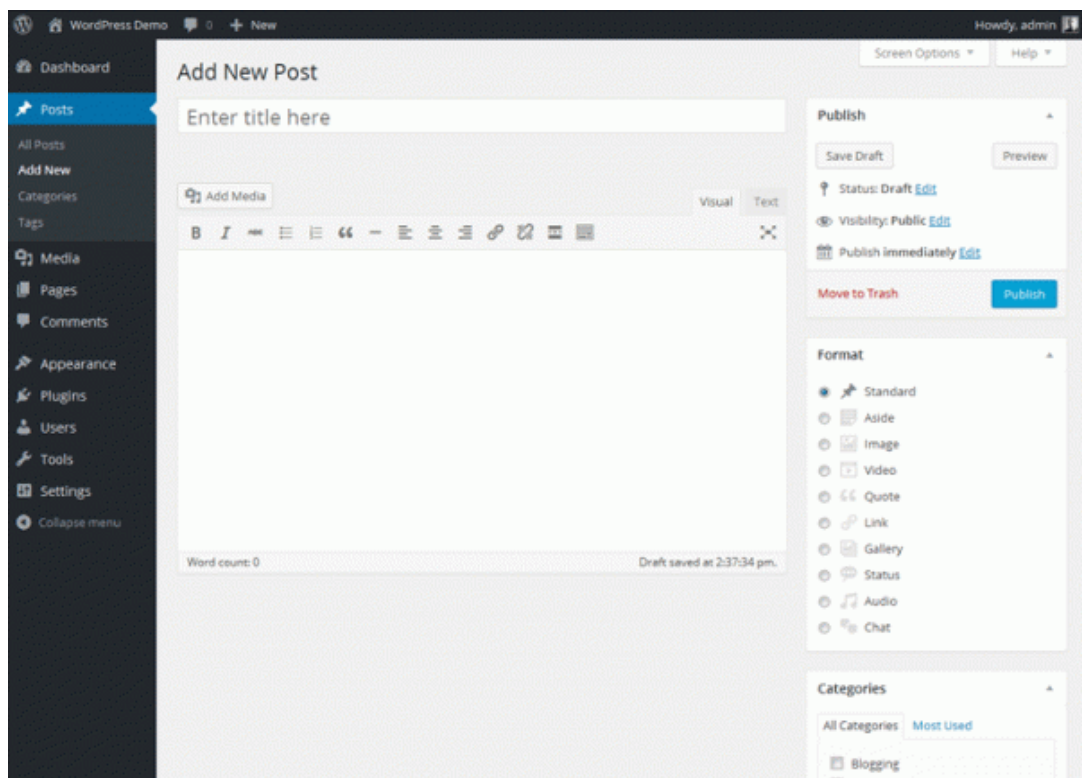 WordPress Demo 0 + New Howdy, admin
Screen Options Help
Dashboard
Posts
All Posts
Add New
Categories
Tags
Media
Pages
Comments
Appearance
Plugins
Users
Tools
Settings
Collapse menu
Add New Post
Enter title here
Add Media
Visual Text
B I ABC
Word count: 0 Draft saved at 2:37:34 pm.
Publish
Save Draft Preview
Status: Draft Edit
Visibility: Public Edit
Publish immediately Edit
Move to Trash Publish
Format
Standard
Aside
Image
Video
Quote
Link
Gallery
Status
Audio
Chat
Categories
All Categories Most Used
Blogging